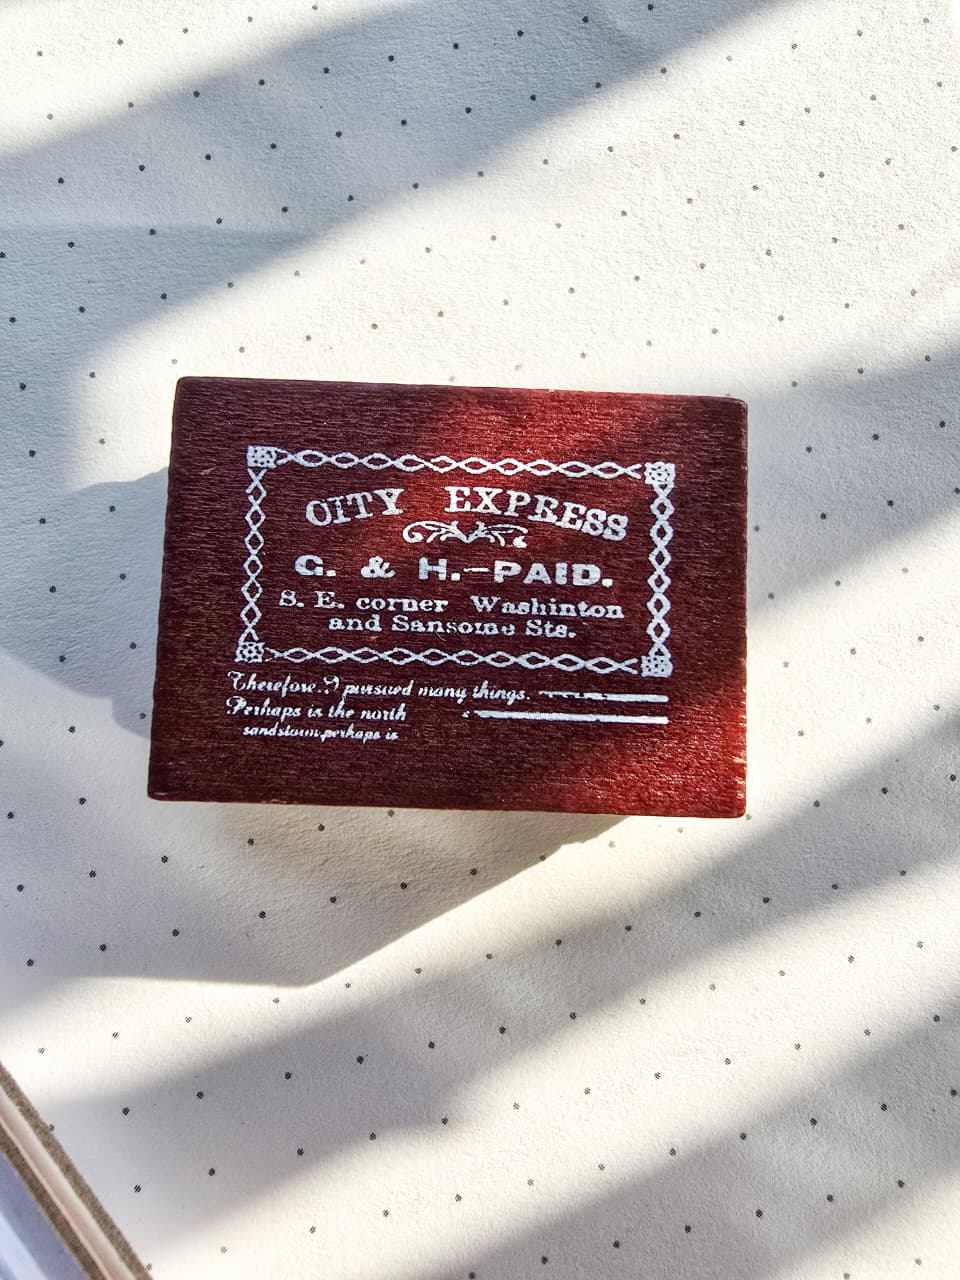 CITY EXPRESS
G. & H.—PAID.
S. E. corner Washinton
and Sansome Sts.
Therefore. I pursued many things.
Perhaps is the north
sandstorm.perhaps is